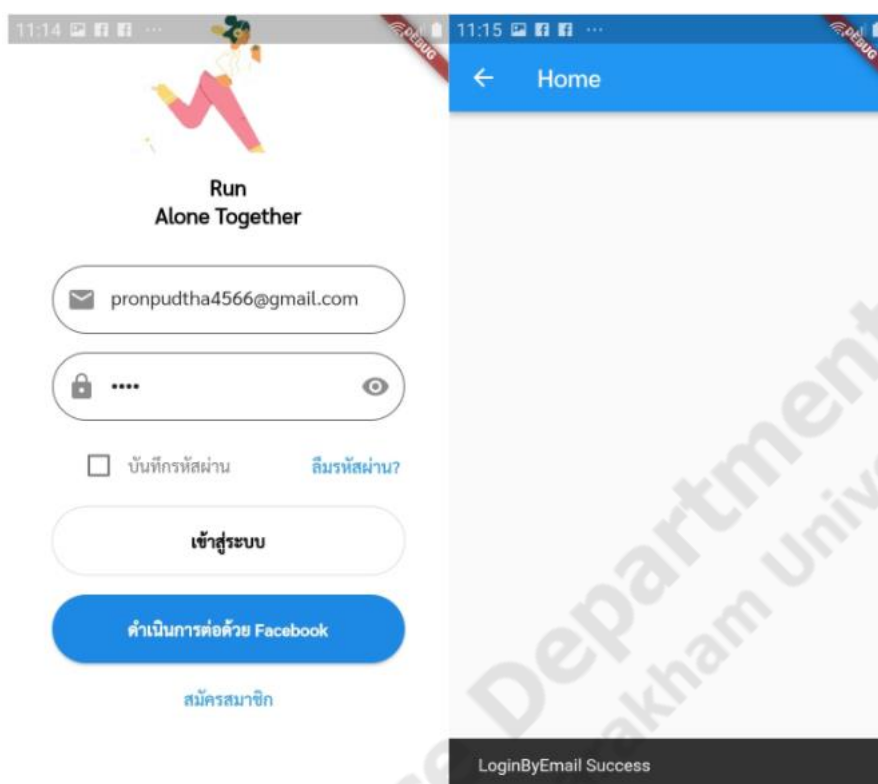 11:14
DEBUG
Run
Alone Together
pronpudtha4566@gmail.com
••••
บันทึกรหัสผ่าน
ลืมรหัสผ่าน?
เข้าสู่ระบบ
ดำเนินการต่อด้วย Facebook
สมัครสมาชิก
11:15
DEBUG
Home
LoginByEmail Success
Department